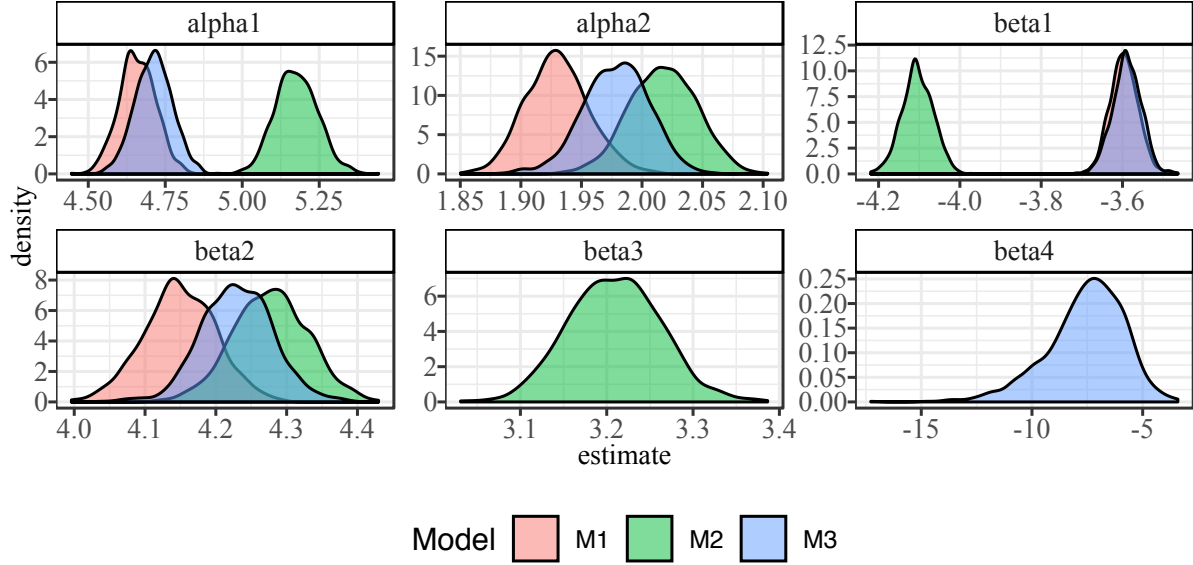 alpha1 alpha2 beta1
6 4 2 0
4.50 4.75 5.00 5.25
15 10 5 0
1.85 1.90 1.95 2.00 2.05 2.10
12.5 10.0 7.5 5.0 2.5 0.0
-4.2 -4.0 -3.8 -3.6
density
beta2 beta3 beta4
8 6 4 2 0
4.0 4.1 4.2 4.3 4.4
6 4 2 0
3.1 3.2 3.3 3.4
0.25 0.20 0.15 0.10 0.05 0.00
-15 -10 -5
estimate
Model M1 M2 M3